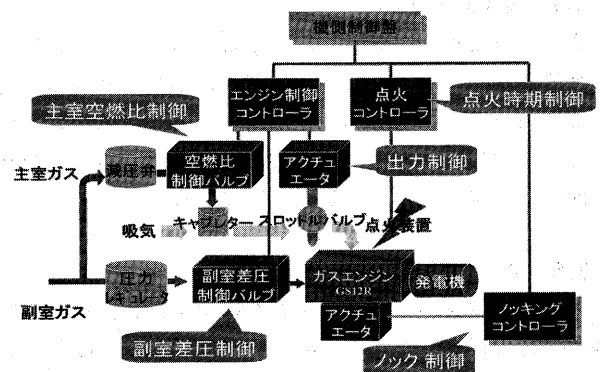 機側制御盤
エンジン制御
コントローラ
点火
コントローラ
点火時期制御
主室空燃比制御
主室ガス
減圧弁
空燃比
制御バルブ
アクチュ
エータ
出力制御
吸気
キャブレター
スロットルバルブ
点火装置
副室ガス
圧力
レギュレータ
副室差圧
制御バルブ
ガスエンジン
GS12R
発電機
アクチュ
エータ
ノッキング
コントローラ
副室差圧制御
ノック制御